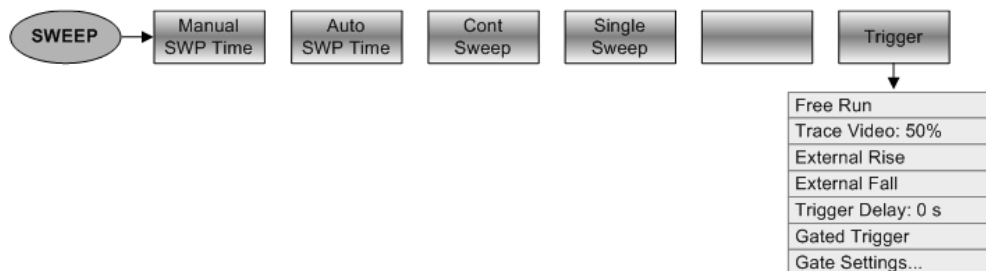 SWEEP
Manual
SWP Time
Auto
SWP Time
Cont
Sweep
Single
Sweep
Trigger
Free Run
Trace Video: 50%
External Rise
External Fall
Trigger Delay: 0 s
Gated Trigger
Gate Settings...